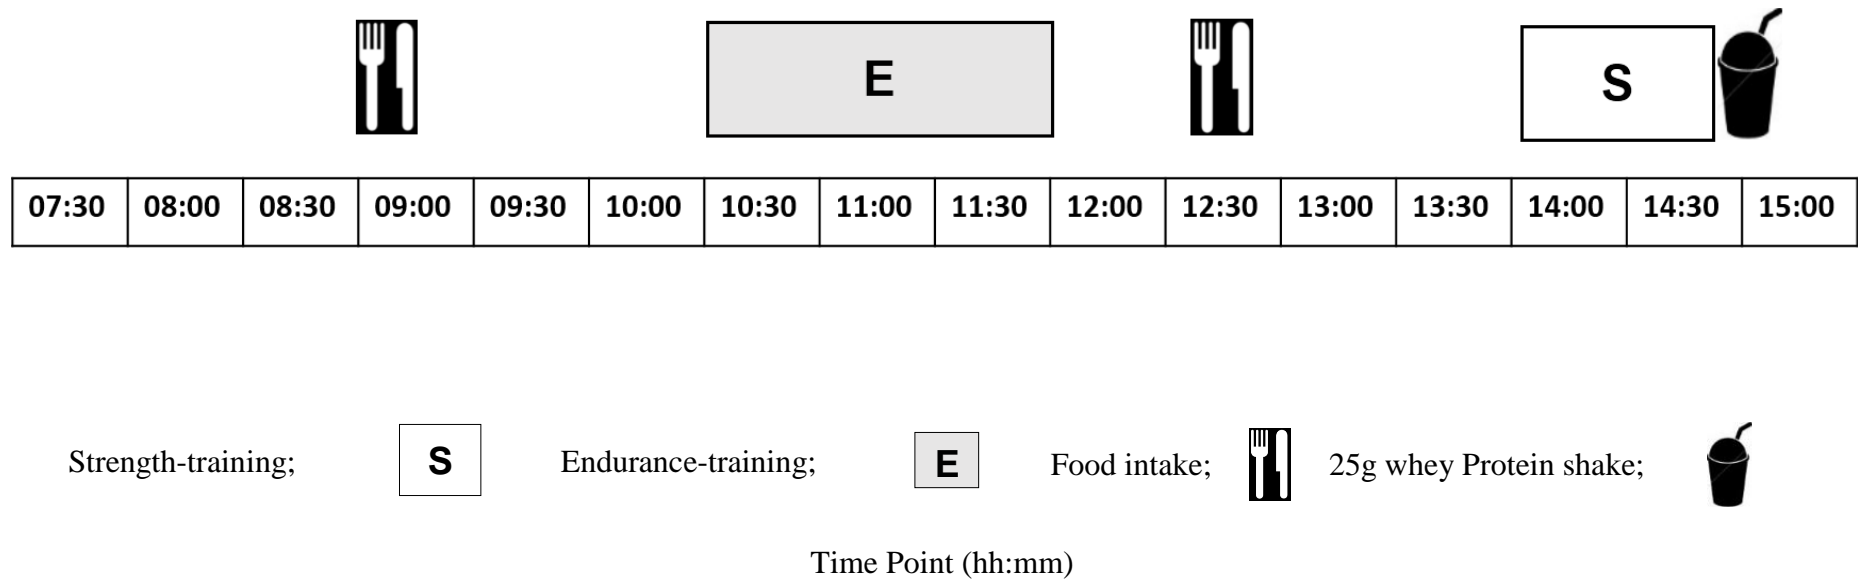 E
S
07:30 08:00 08:30 09:00 09:30 10:00 10:30 11:00 11:30 12:00 12:30 13:00 13:30 14:00 14:30 15:00
Strength-training; S Endurance-training; E Food intake; 25g whey Protein shake;
Time Point (hh:mm)